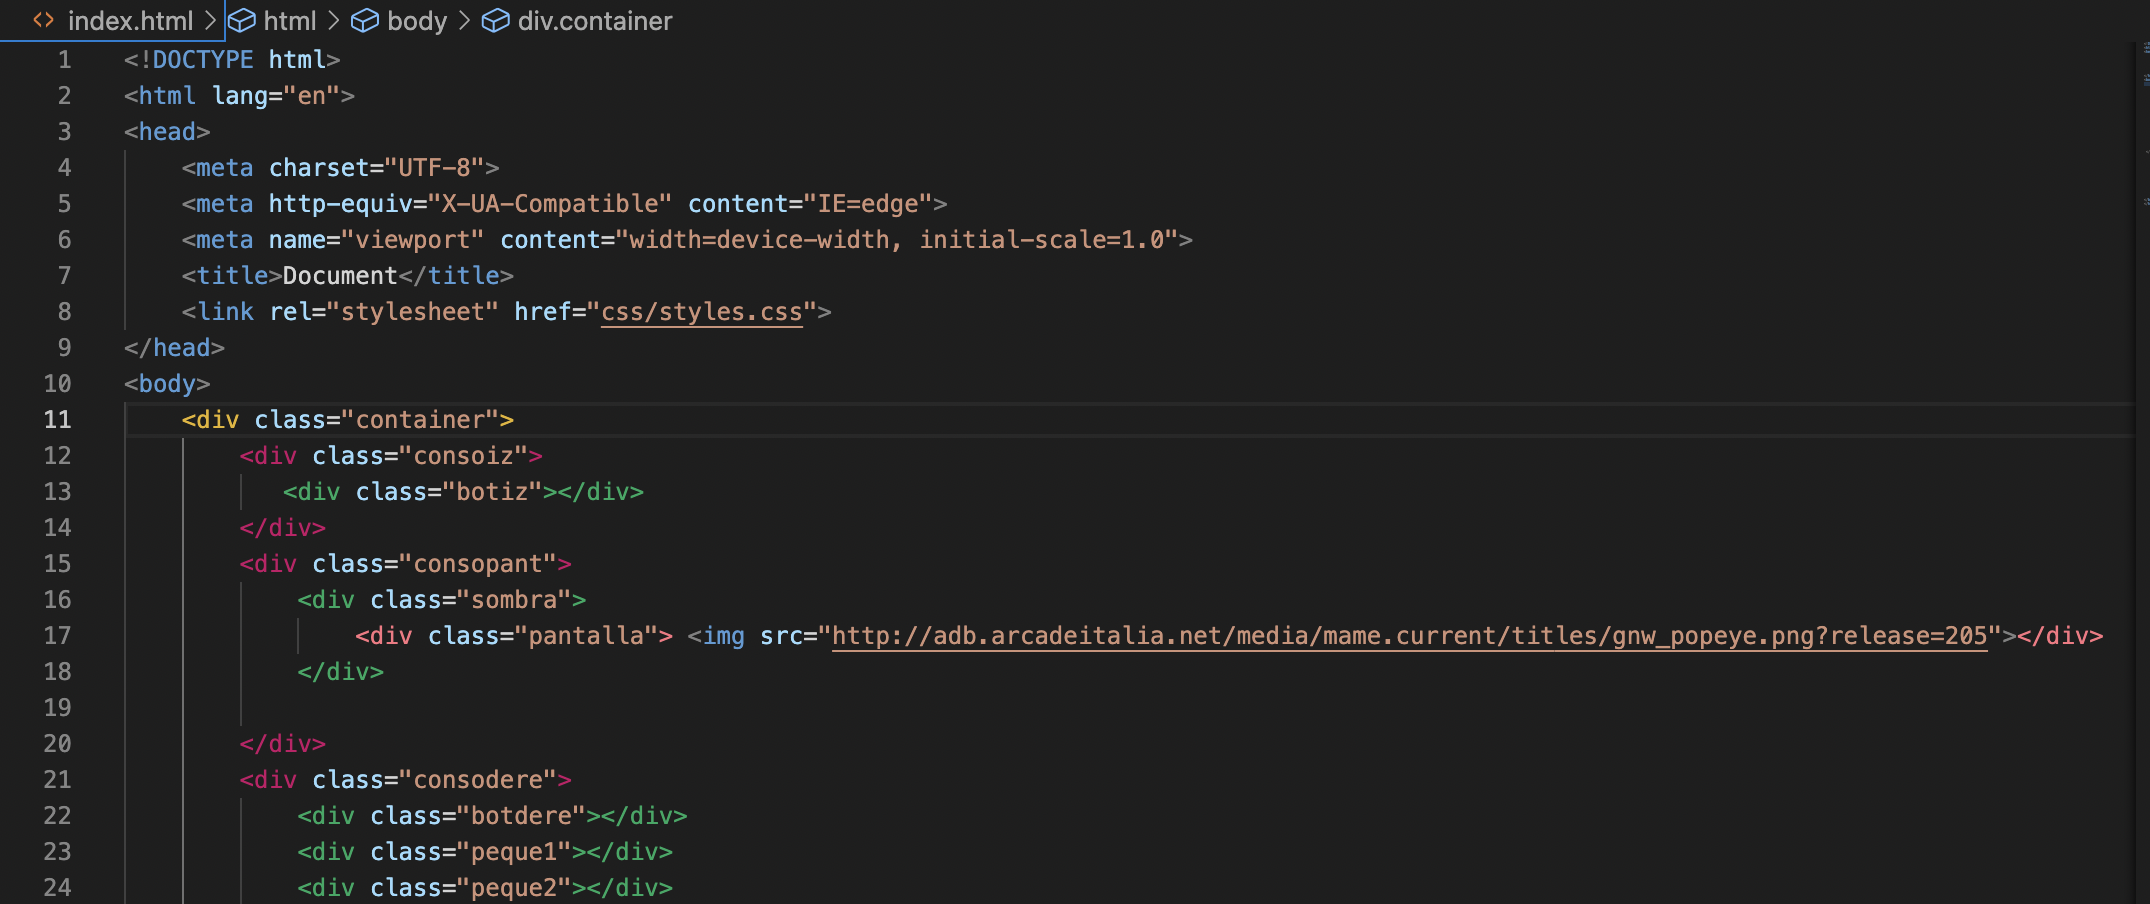 index.html > html > body > div.container
1 <!DOCTYPE html>
2 <html lang="en">
3 <head>
4 <meta charset="UTF-8">
5 <meta http-equiv="X-UA-Compatible" content="IE=edge">
6 <meta name="viewport" content="width=device-width, initial-scale=1.0">
7 <title>Document</title>
8 <link rel="stylesheet" href="css/styles.css">
9 </head>
10 <body>
11 <div class="container">
12 <div class="consoiz">
13 <div class="botiz"></div>
14 </div>
15 <div class="consopant">
16 <div class="sombra">
17 <div class="pantalla"> <img src="http://adb.arcadeitalia.net/media/mame.current/titles/gnw_popeye.png?release=205"></div>
18 </div>
19
20 </div>
21 <div class="consodere">
22 <div class="botdere"></div>
23 <div class="peque1"></div>
24 <div class="peque2"></div>